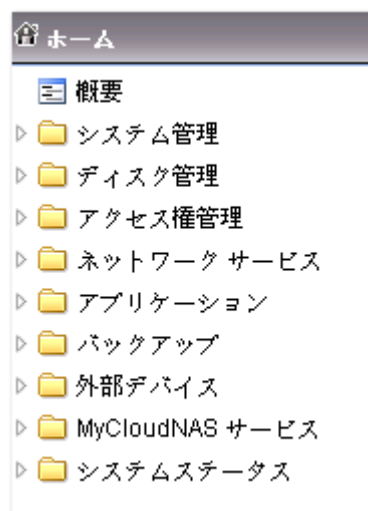 ホーム
概要
システム管理
ディスク管理
アクセス権管理
ネットワーク サービス
アプリケーション
バックアップ
外部デバイス
MyCloudNAS サービス
システムステータス